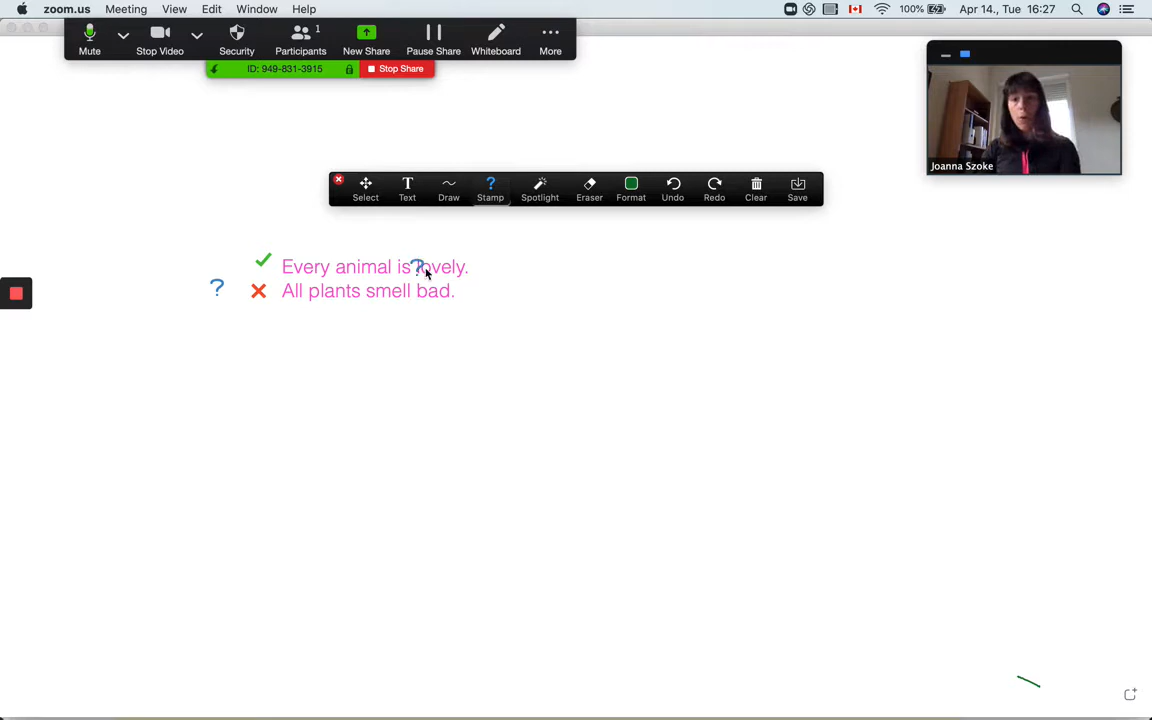 zoom.us Meeting View Edit Window Help 100% Apr 14., Tue 16:27
Mute Stop Video Security Participants 1 New Share Pause Share Whiteboard More
ID: 949-831-3915 Stop Share
Joanna Szoke
Select Text Draw Stamp Spotlight Eraser Format Undo Redo Clear Save
Every animal is lovely.
? All plants smell bad.